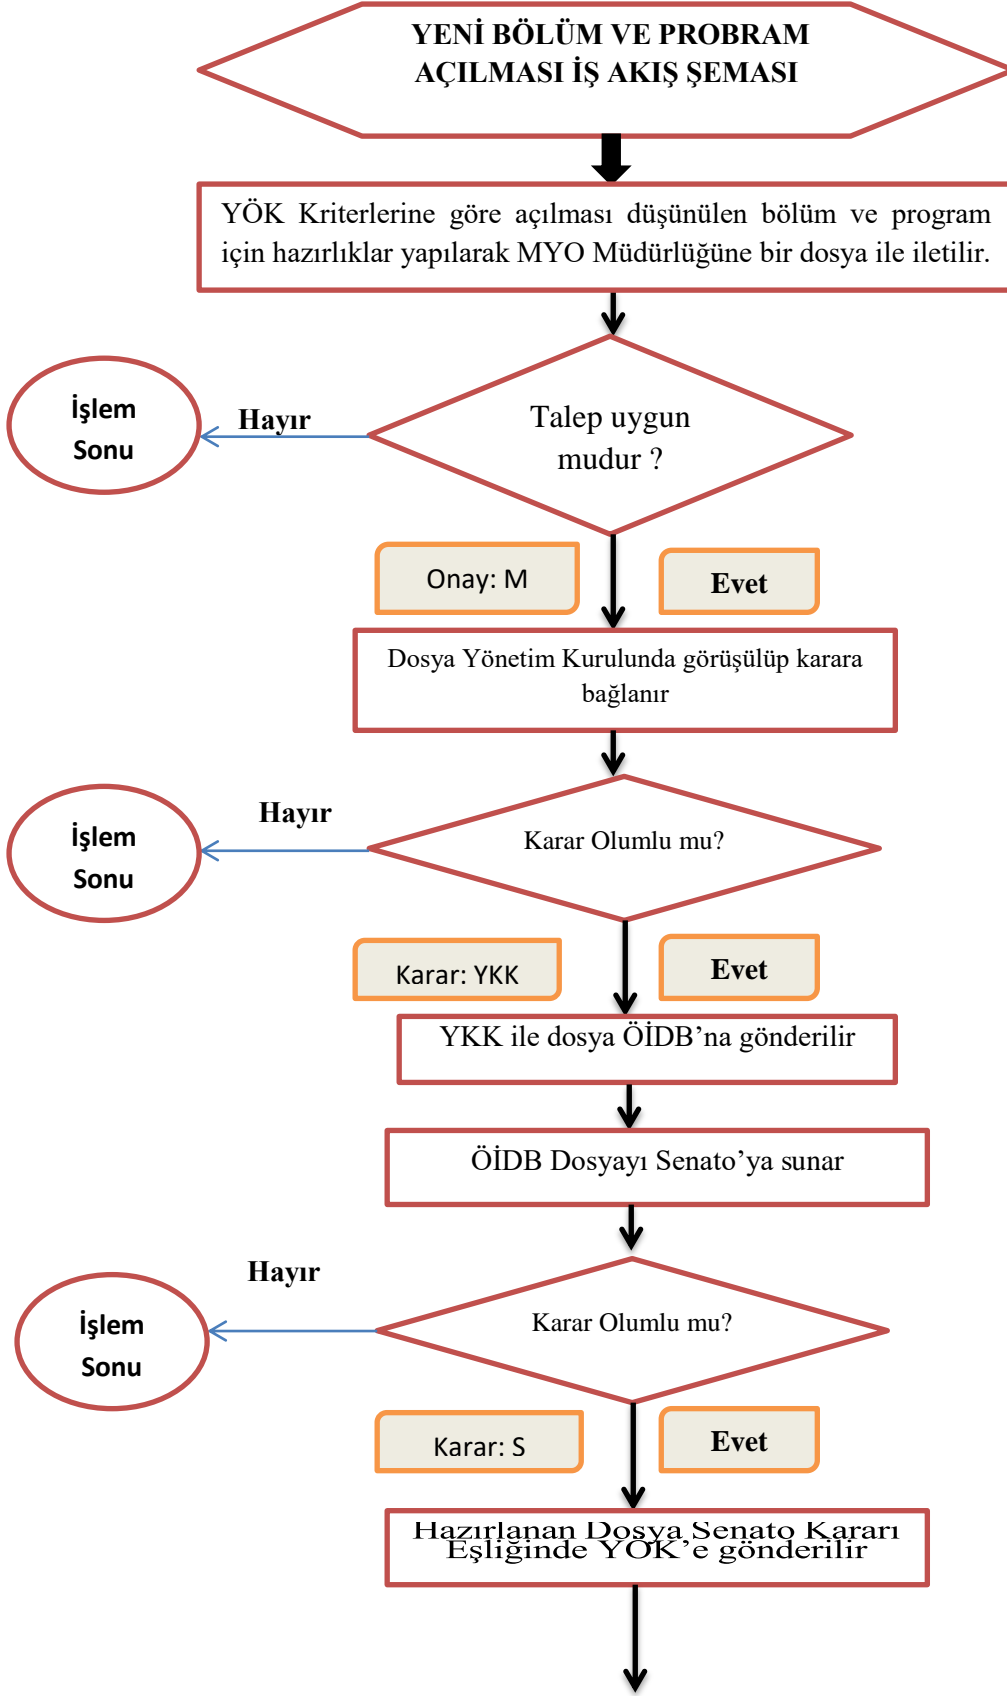 YENİ BÖLÜM VE PROBRAM
AÇILMASI İŞ AKIŞ ŞEMASI
YÖK Kriterlerine göre açılması düşünülen bölüm ve program
için hazırlıklar yapılarak MYO Müdürlüğüne bir dosya ile iletilir.
İşlem
Sonu
Hayır
Talep uygun
mudur ?
Onay: M
Evet
Dosya Yönetim Kurulunda görüşülüp karara
bağlanır
İşlem
Sonu
Hayır
Karar Olumlu mu?
Karar: YKK
Evet
YKK ile dosya ÖİDB’na gönderilir
ÖİDB Dosyayı Senato’ya sunar
Hayır
İşlem
Sonu
Karar Olumlu mu?
Karar: S
Evet
Hazırlanan Dosya Senato Kararı
Eşliğinde YÖK’e gönderilir